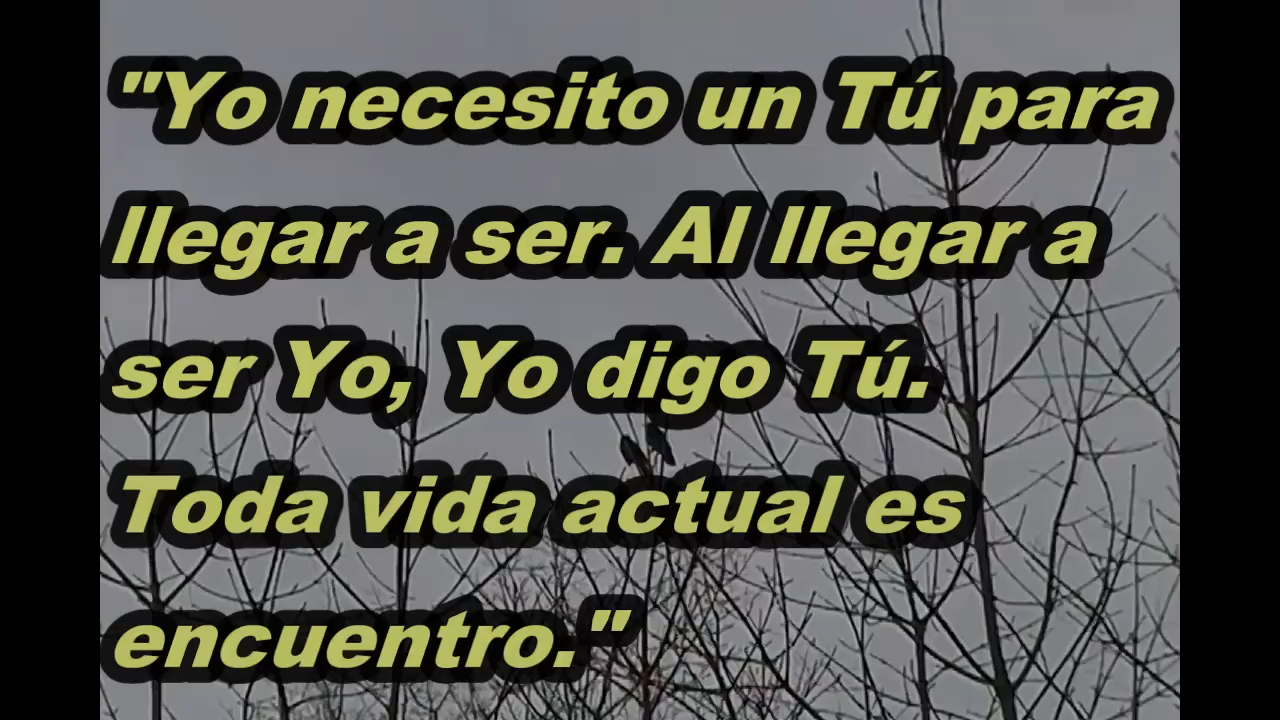 "Yo necesito un Tú para
llegar a ser. Al llegar a
ser Yo, Yo digo Tú.
Toda vida actual es
encuentro."